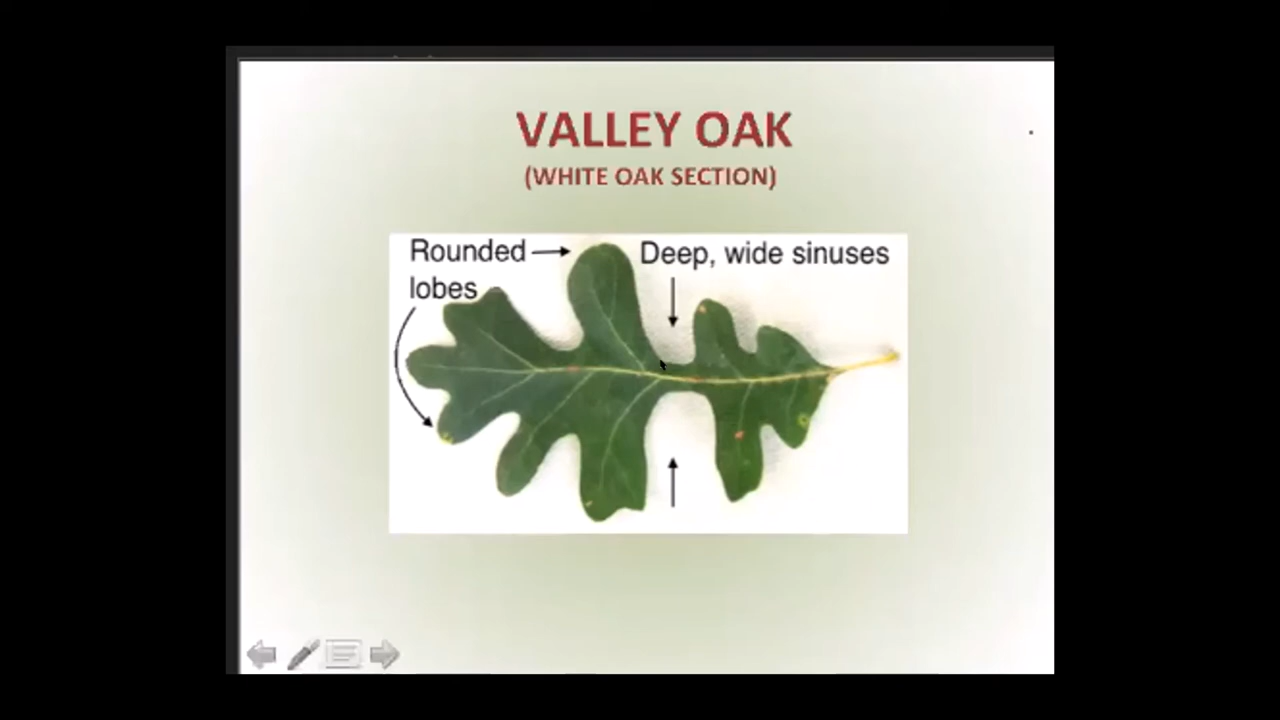 VALLEY OAK
(WHITE OAK SECTION)
Rounded
lobes
Deep, wide sinuses